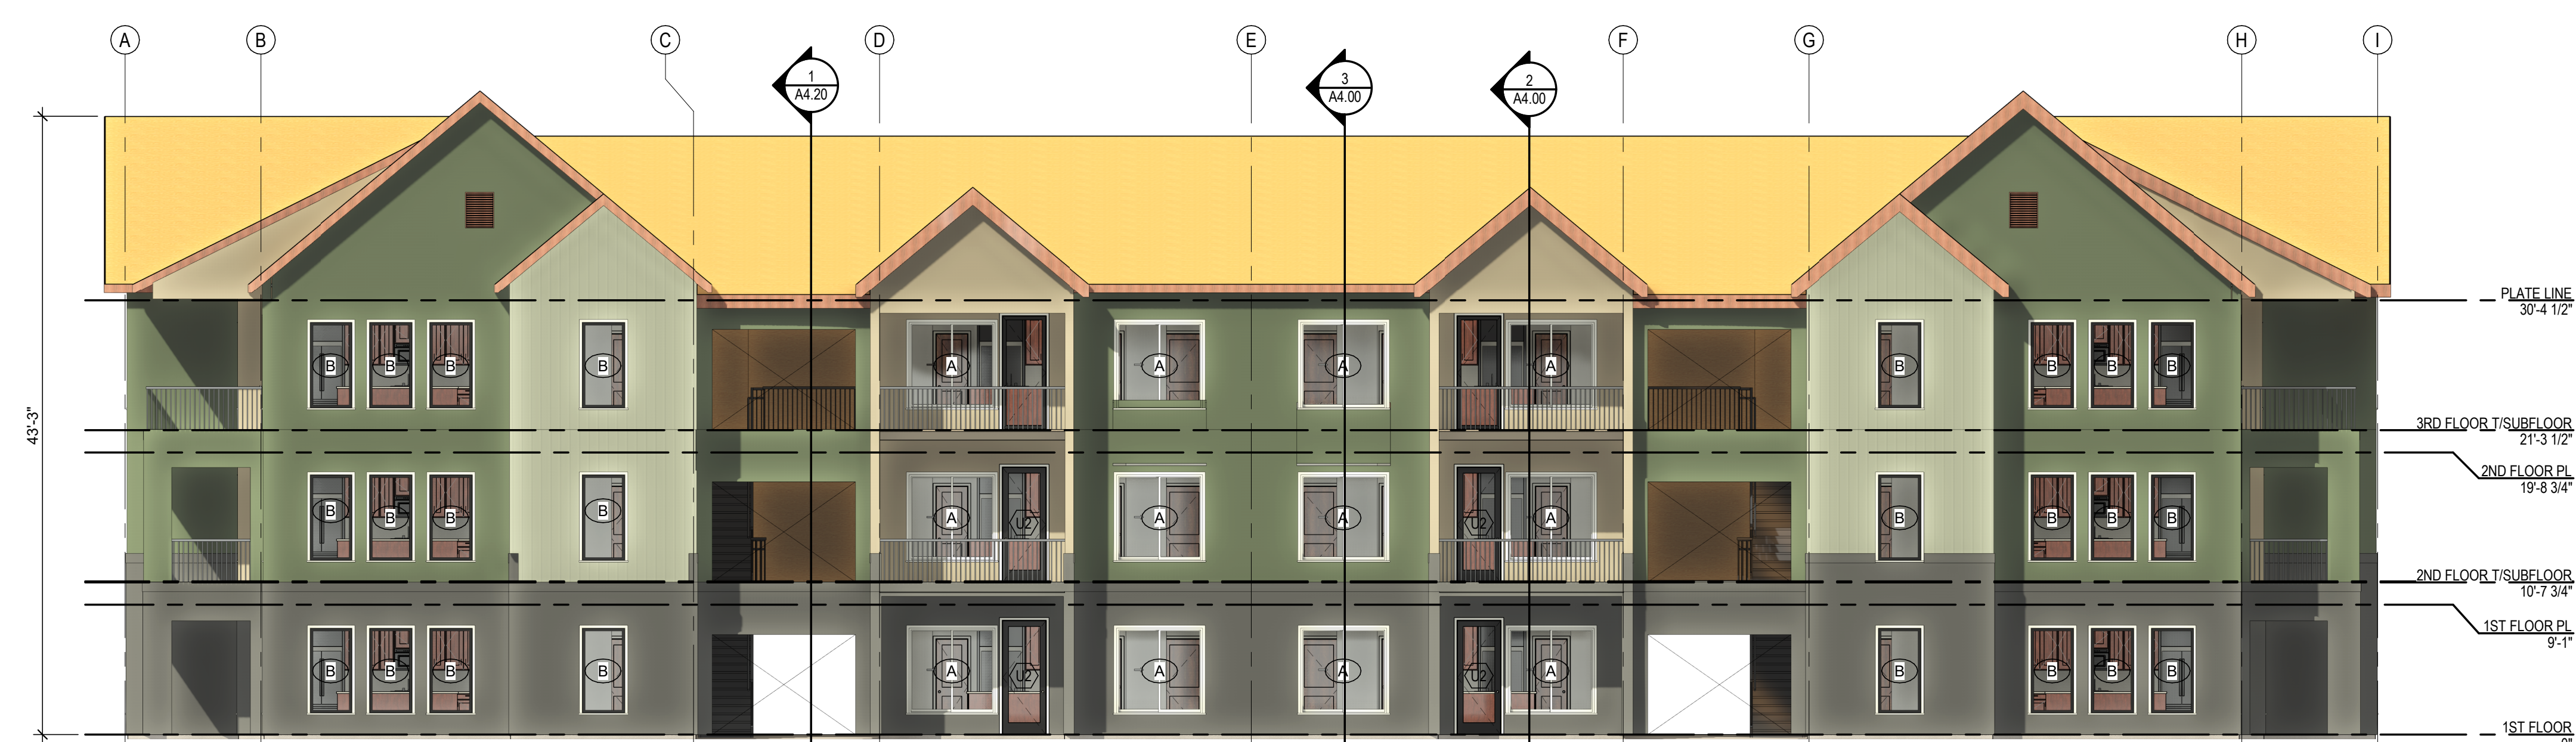 A B C D E F G H I
1
A4.20
3
A4.00
2
A4.00
43'-3"
PLATE LINE
30'-4 1/2"
B B B B A A A A B B B B
3RD FLOOR T/SUBFLOOR
21'-3 1/2"
2ND FLOOR PL
19'-8 3/4"
B B B B A U2 A A U2 A B B B B
2ND FLOOR T/SUBFLOOR
10'-7 3/4"
1ST FLOOR PL
9'-1"
B B B B A U2 A A U2 A B B B B
1ST FLOOR